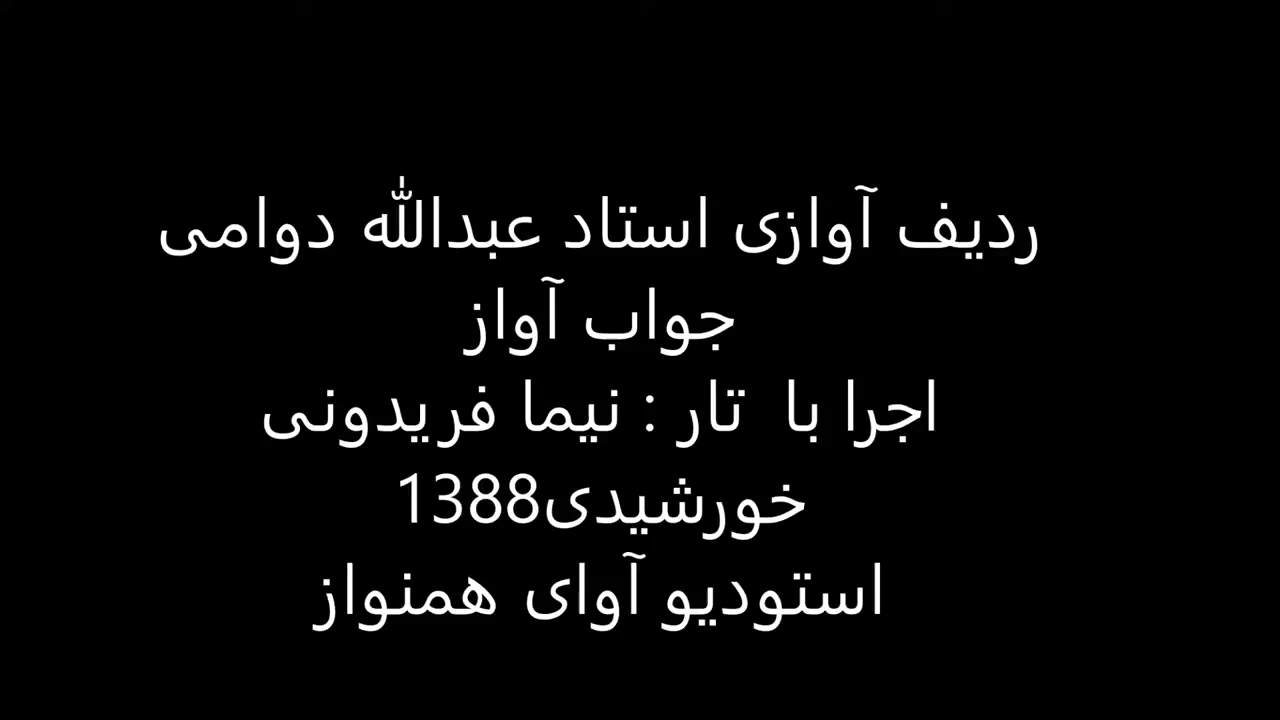 ردیف آوازی استاد عبدالله دوامی
جواب آواز
اجرا با تار : نیما فریدونی
خورشیدی1388
استودیو آوای همنواز